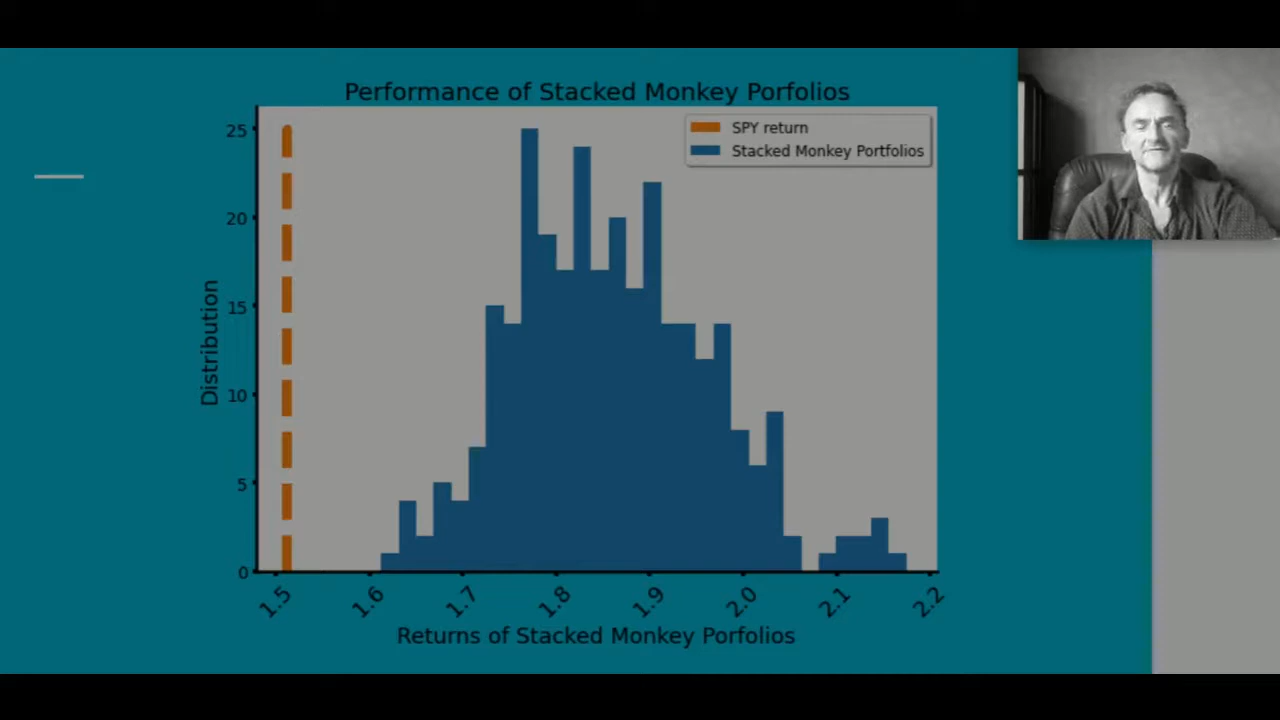 Performance of Stacked Monkey Porfolios
SPY return
Stacked Monkey Portfolios
Distribution
25
20
15
10
5
0
1.5 1.6 1.7 1.8 1.9 2.0 2.1 2.2
Returns of Stacked Monkey Porfolios